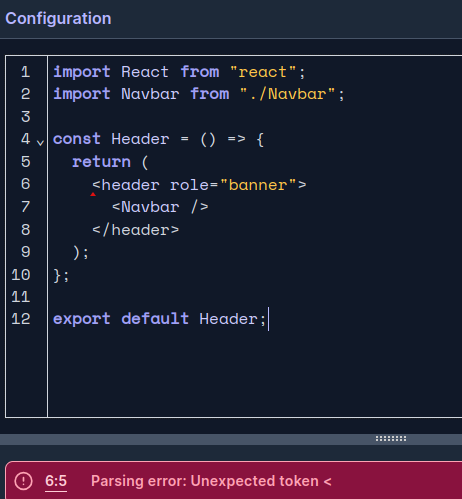 Configuration
1 import React from "react";
2 import Navbar from "./Navbar";
3
4 const Header = () => {
5   return (
6     <header role="banner">
7       <Navbar />
8     </header>
9   );
10 };
11
12 export default Header;
6:5 Parsing error: Unexpected token <